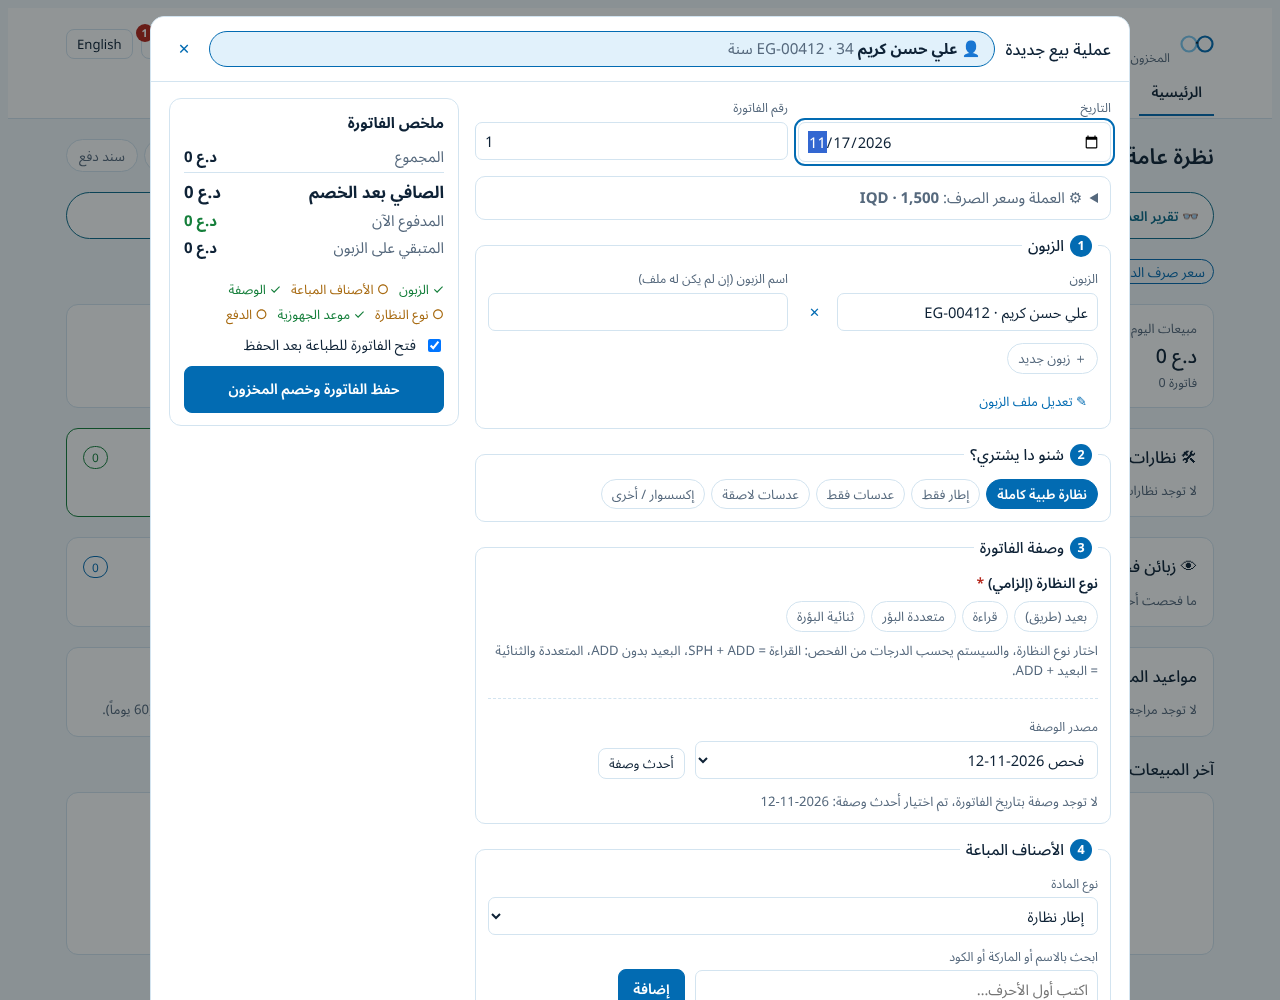 عملية بيع جديدة
علي حسن كريم EG-00412 · 34 سنة
×
English
1
المخزون
الرئيسية
نظرة عامة
سند دفع
تقرير
سعر صرف
مبيعات اليوم
د.ع 0
فاتورة 0
نظارات
0
زبائن
0
مواعيد
60 يوماً).
آخر المبيعات
التاريخ
11/17/2026
رقم الفاتورة
1
⚙ العملة وسعر الصرف: IQD · 1,500
1 الزبون
الزبون
علي حسن كريم · EG-00412
×
اسم الزبون (إن لم يكن له ملف)
+ زبون جديد
✎ تعديل ملف الزبون
2 شنو دا يشتري؟
نظارة طبية كاملة
إطار فقط
عدسات فقط
عدسات لاصقة
إكسسوار / أخرى
3 وصفة الفاتورة
نوع النظارة (إلزامي) *
بعيد (طريق)
قراءة
متعددة البؤر
ثنائية البؤرة
اختار نوع النظارة، والسيستم يحسب الدرجات من الفحص: القراءة = SPH + ADD، البعيد بدون ADD، المتعددة والثنائية
= البعيد + ADD.
مصدر الوصفة
فحص 2026-11-12
أحدث وصفة
لا توجد وصفة بتاريخ الفاتورة، تم اختيار أحدث وصفة: 2026-11-12
4 الأصناف المباعة
نوع المادة
إطار نظارة
ابحث بالاسم أو الماركة أو الكود
اكتب أول الأحرف...
إضافة
ملخص الفاتورة
المجموع د.ع 0
الصافي بعد الخصم د.ع 0
المدفوع الآن د.ع 0
المتبقي على الزبون د.ع 0
✓ الزبون ○ الأصناف المباعة ✓ الوصفة
○ نوع النظارة ✓ موعد الجهوزية ○ الدفع
فتح الفاتورة للطباعة بعد الحفظ
حفظ الفاتورة وخصم المخزون